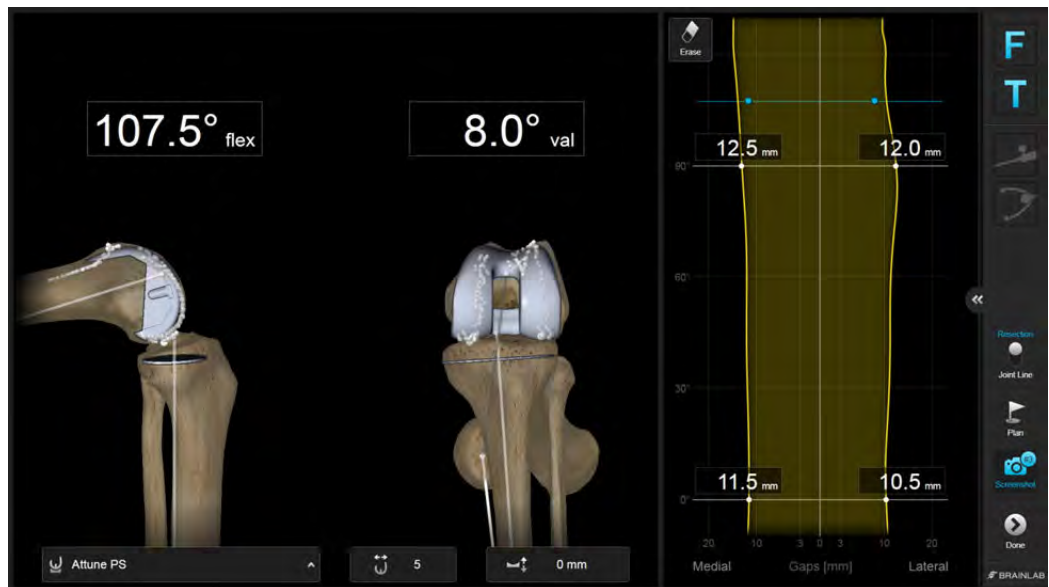 107.5° flex
8.0° val
Attune PS
5
0 mm
Erase
12.5 mm
12.0 mm
90°
60°
30°
11.5 mm
10.5 mm
0°
20 10 3 0 3 10 20
Medial Gaps [mm] Lateral
F
T
Resection
Joint Line
Plan
Screenshot
Done
BRAINLAB